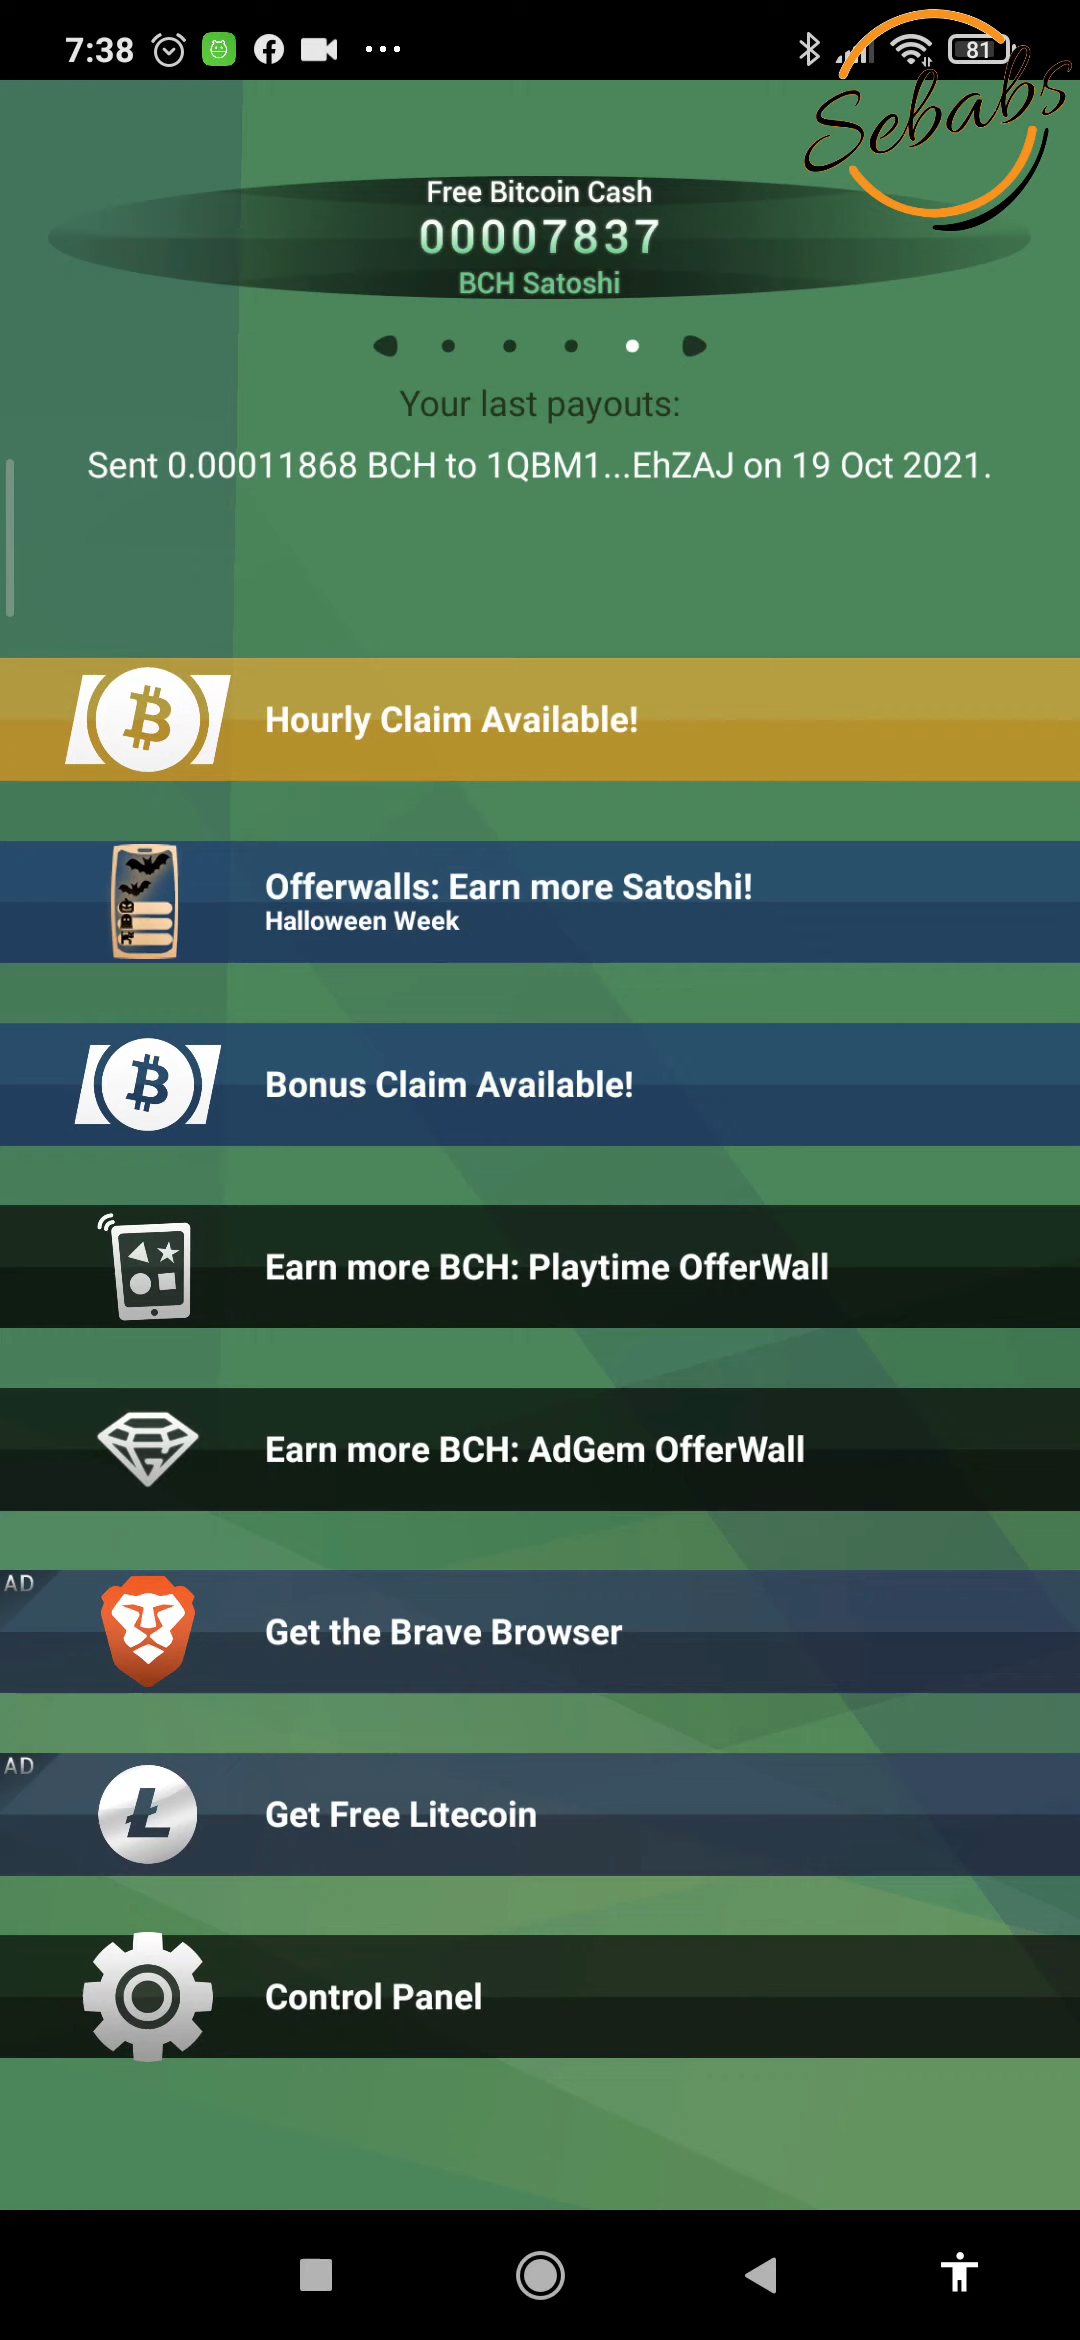 7:38
81
Sebabs
Free Bitcoin Cash
00007837
BCH Satoshi
Your last payouts:
Sent 0.00011868 BCH to 1QBM1...EhZAJ on 19 Oct 2021.
Hourly Claim Available!
Offerwalls: Earn more Satoshi!
Halloween Week
Bonus Claim Available!
Earn more BCH: Playtime OfferWall
Earn more BCH: AdGem OfferWall
AD
Get the Brave Browser
AD
Get Free Litecoin
Control Panel